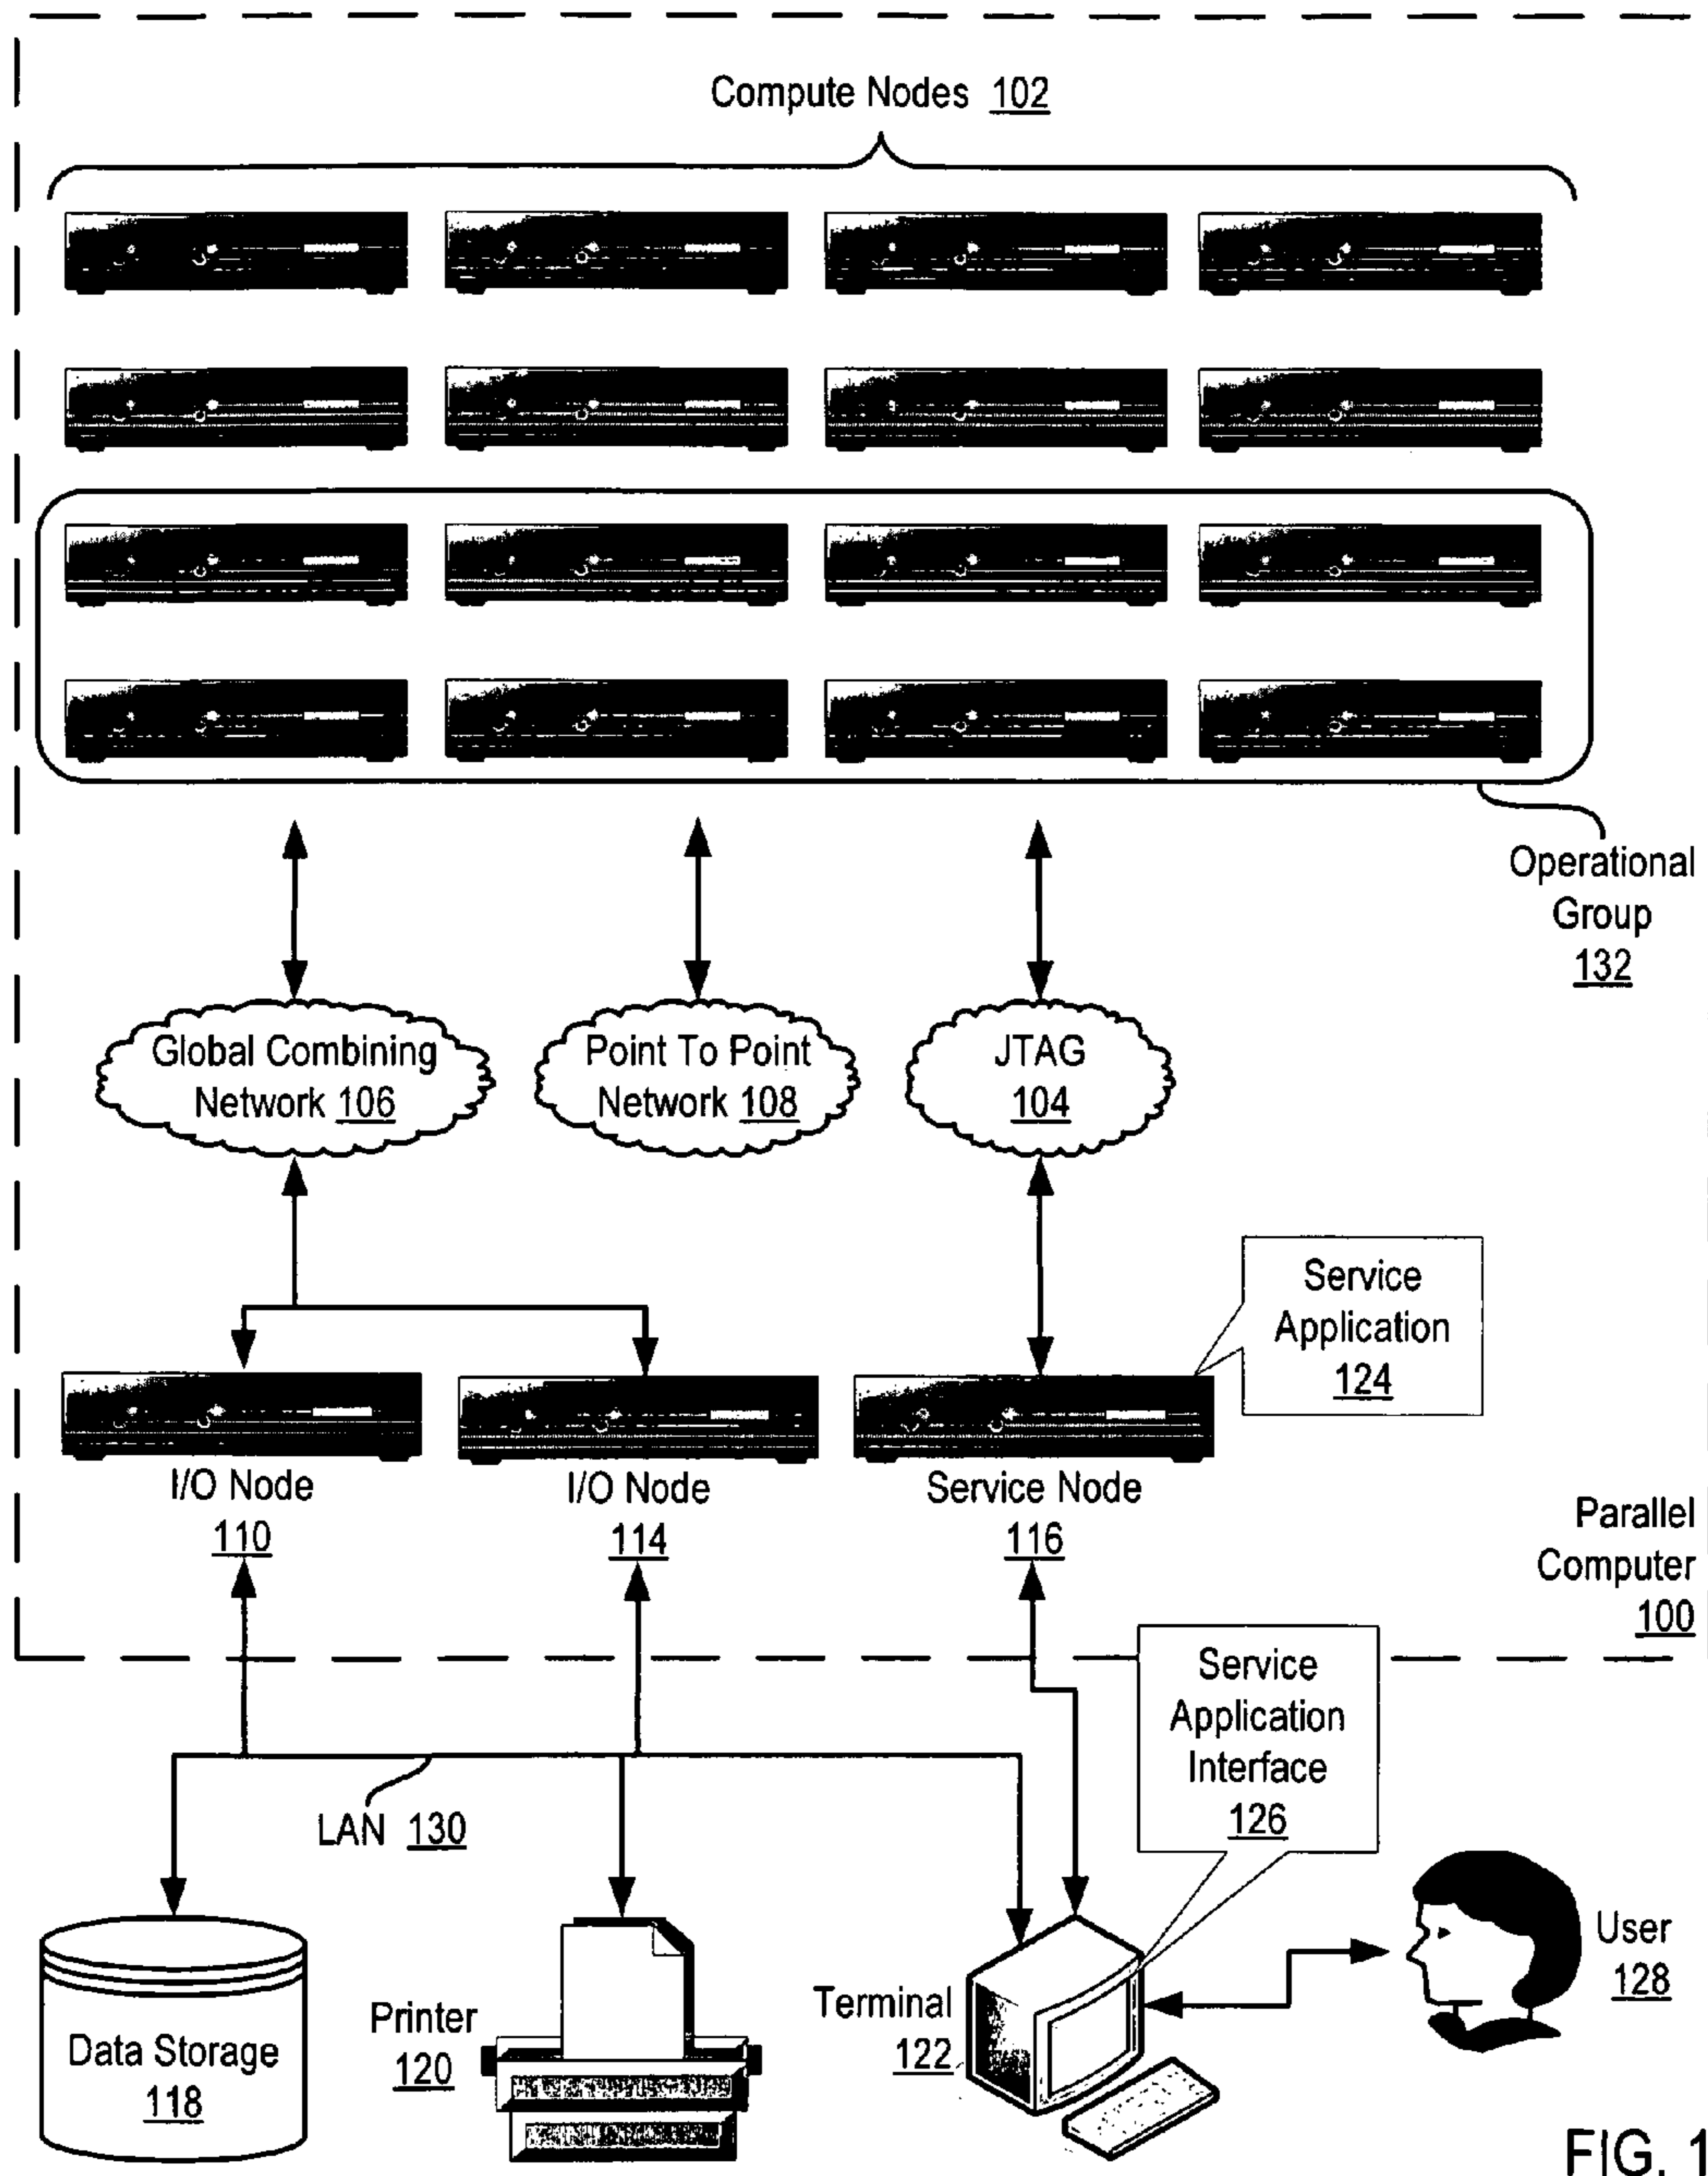 Compute Nodes 102
Operational
Group
132
Global Combining
Network 106
Point To Point
Network 108
JTAG
104
Service
Application
124
I/O Node
110
I/O Node
114
Service Node
116
Parallel
Computer
100
Service
Application
Interface
126
LAN 130
Data Storage
118
Printer
120
Terminal
122
User
128
FIG. 1